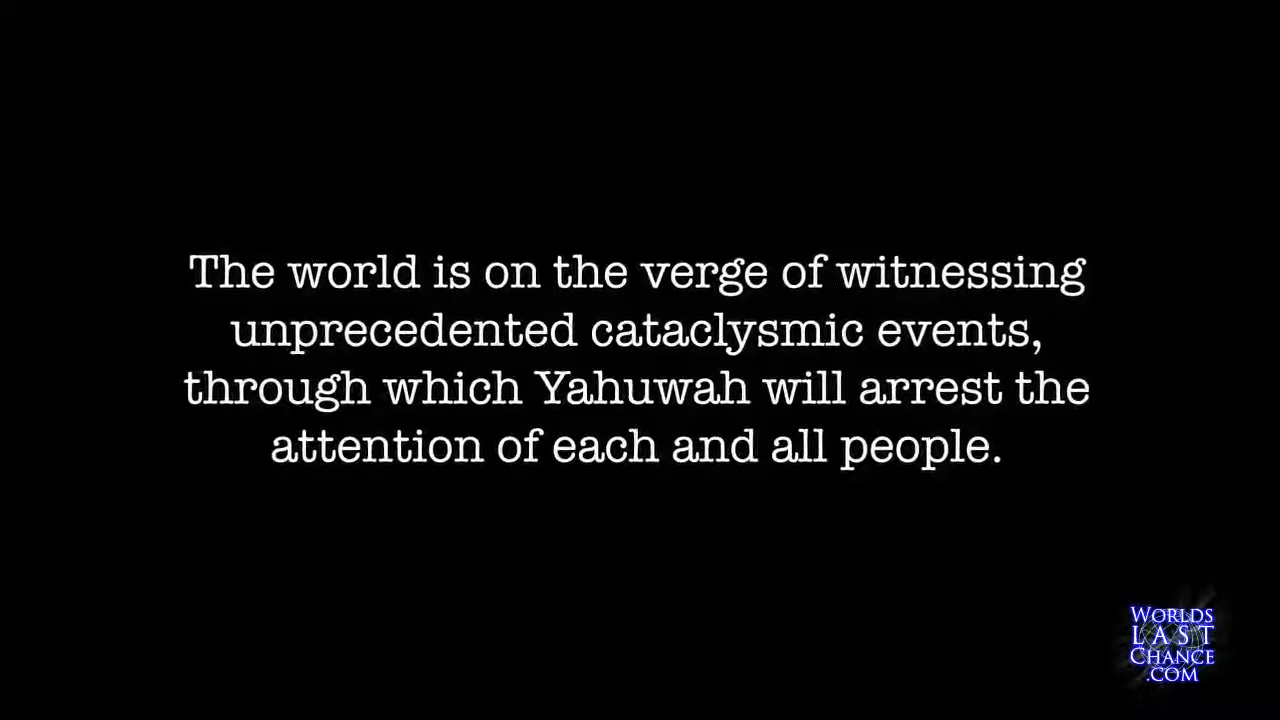 The world is on the verge of witnessing
unprecedented cataclysmic events,
through which Yahuwah will arrest the
attention of each and all people.
WORLDS
LAST
CHANCE
.COM